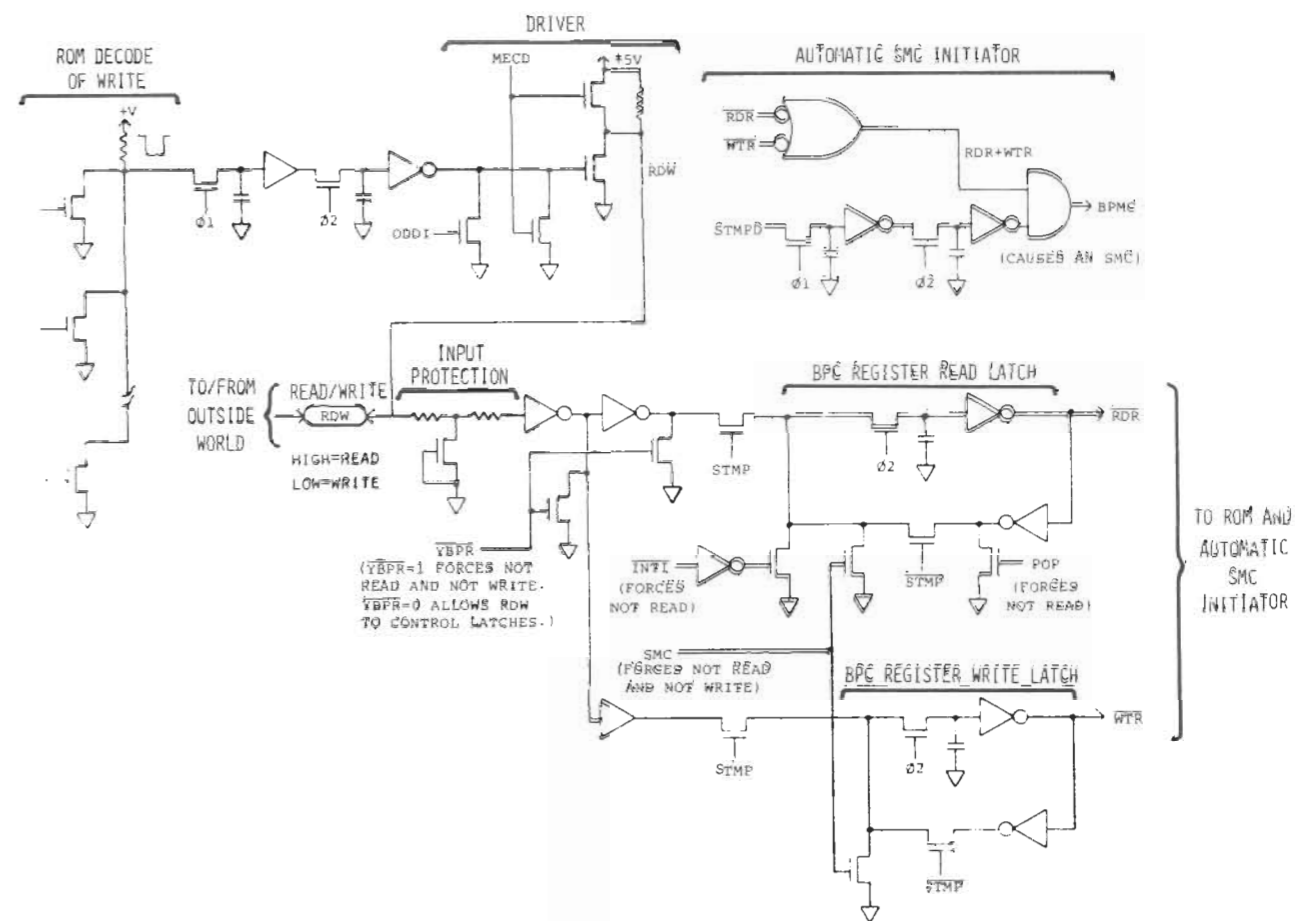 DRIVER
ROM DECODE
OF WRITE
MECD
+5V
AUTOMATIC SMC INITIATOR
+V
RDR
WTR
RDR+WTR
RDW
Ø1
Ø2
ODDI
STMPD
BPMC
(CAUSES AN SMC)
Ø1
Ø2
INPUT
PROTECTION
BPC REGISTER READ LATCH
TO/FROM
OUTSIDE
WORLD
READ/WRITE
RDW
HIGH=READ
LOW=WRITE
STMP
Ø2
RDR
YBPR
(YBPR=1 FORCES NOT
READ AND NOT WRITE.
YBPR=0 ALLOWS RDW
TO CONTROL LATCHES.)
INTI
(FORCES
NOT READ)
STMP
POP
(FORCES
NOT READ)
TO ROM AND
AUTOMATIC
SMC
INITIATOR
SMC
(FORCES NOT READ
AND NOT WRITE)
BPC REGISTER WRITE LATCH
STMP
Ø2
WTR
STMP